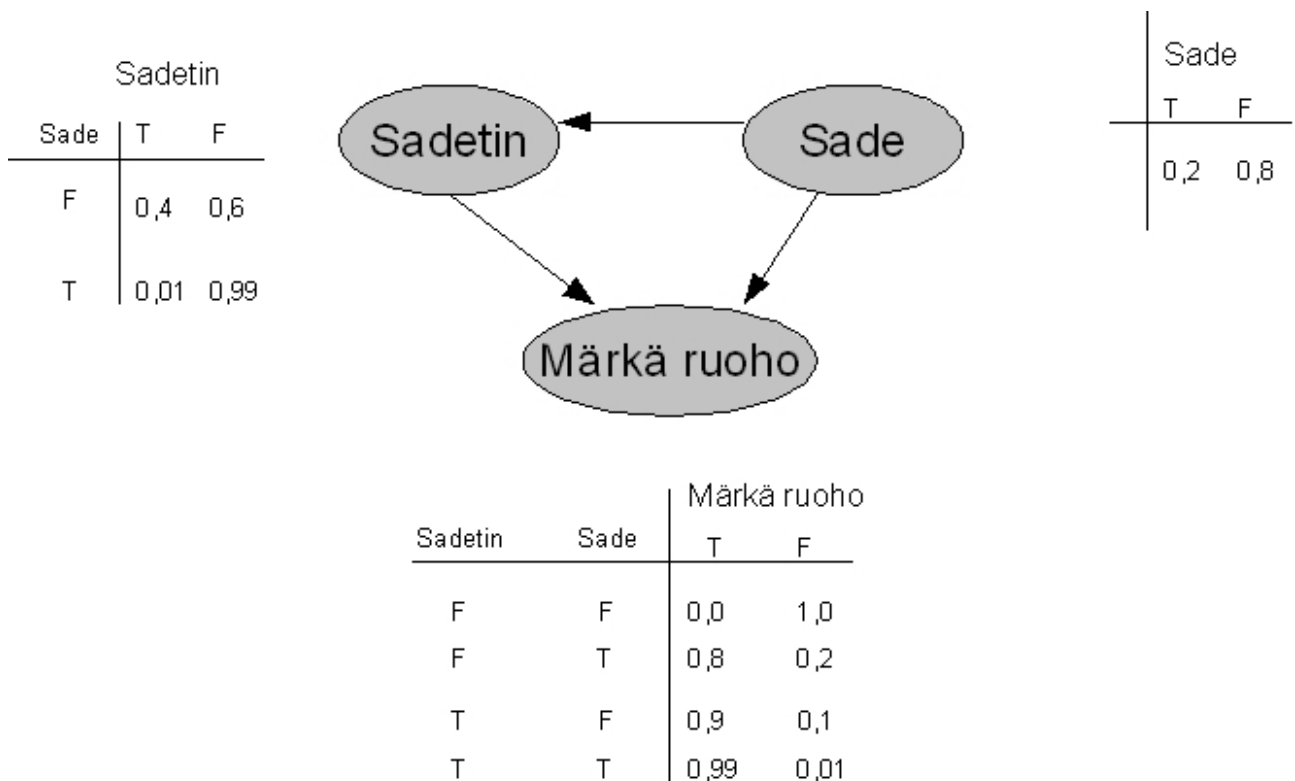 Sadetin
Sade T F
F 0,4 0,6
T 0,01 0,99
Sadetin
Sade
Märkä ruoho
Sade
T F
0,2 0,8
Märkä ruoho
Sadetin Sade T F
F F 0,0 1,0
F T 0,8 0,2
T F 0,9 0,1
T T 0,99 0,01